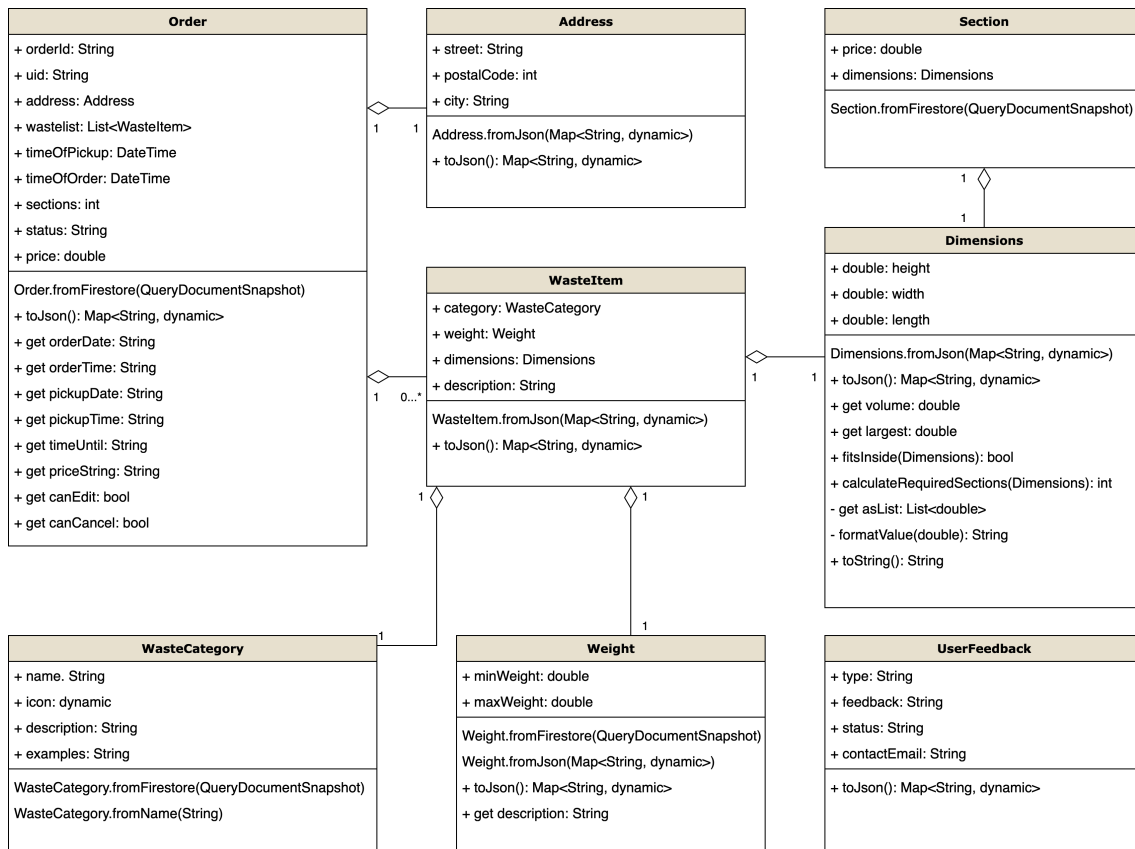 Order
+ orderId: String
+ uid: String
+ address: Address
+ wastelist: List<WasteItem>
+ timeOfPickup: DateTime
+ timeOfOrder: DateTime
+ sections: int
+ status: String
+ price: double
Order.fromFirestore(QueryDocumentSnapshot)
+ toJson(): Map<String, dynamic>
+ get orderDate: String
+ get orderTime: String
+ get pickupDate: String
+ get pickupTime: String
+ get timeUntil: String
+ get priceString: String
+ get canEdit: bool
+ get canCancel: bool
1
1
1
0...*
Address
+ street: String
+ postalCode: int
+ city: String
Address.fromJson(Map<String, dynamic>)
+ toJson(): Map<String, dynamic>
WasteItem
+ category: WasteCategory
+ weight: Weight
+ dimensions: Dimensions
+ description: String
WasteItem.fromJson(Map<String, dynamic>)
+ toJson(): Map<String, dynamic>
1
1
1
1
1
1
Section
+ price: double
+ dimensions: Dimensions
Section.fromFirestore(QueryDocumentSnapshot)
1
1
Dimensions
+ double: height
+ double: width
+ double: length
Dimensions.fromJson(Map<String, dynamic>)
+ toJson(): Map<String, dynamic>
+ get volume: double
+ get largest: double
+ fitsInside(Dimensions): bool
+ calculateRequiredSections(Dimensions): int
- get asList: List<double>
- formatValue(double): String
+ toString(): String
WasteCategory
+ name. String
+ icon: dynamic
+ description: String
+ examples: String
WasteCategory.fromFirestore(QueryDocumentSnapshot)
WasteCategory.fromName(String)
Weight
+ minWeight: double
+ maxWeight: double
Weight.fromFirestore(QueryDocumentSnapshot)
Weight.fromJson(Map<String, dynamic>)
+ toJson(): Map<String, dynamic>
+ get description: String
UserFeedback
+ type: String
+ feedback: String
+ status: String
+ contactEmail: String
+ toJson(): Map<String, dynamic>